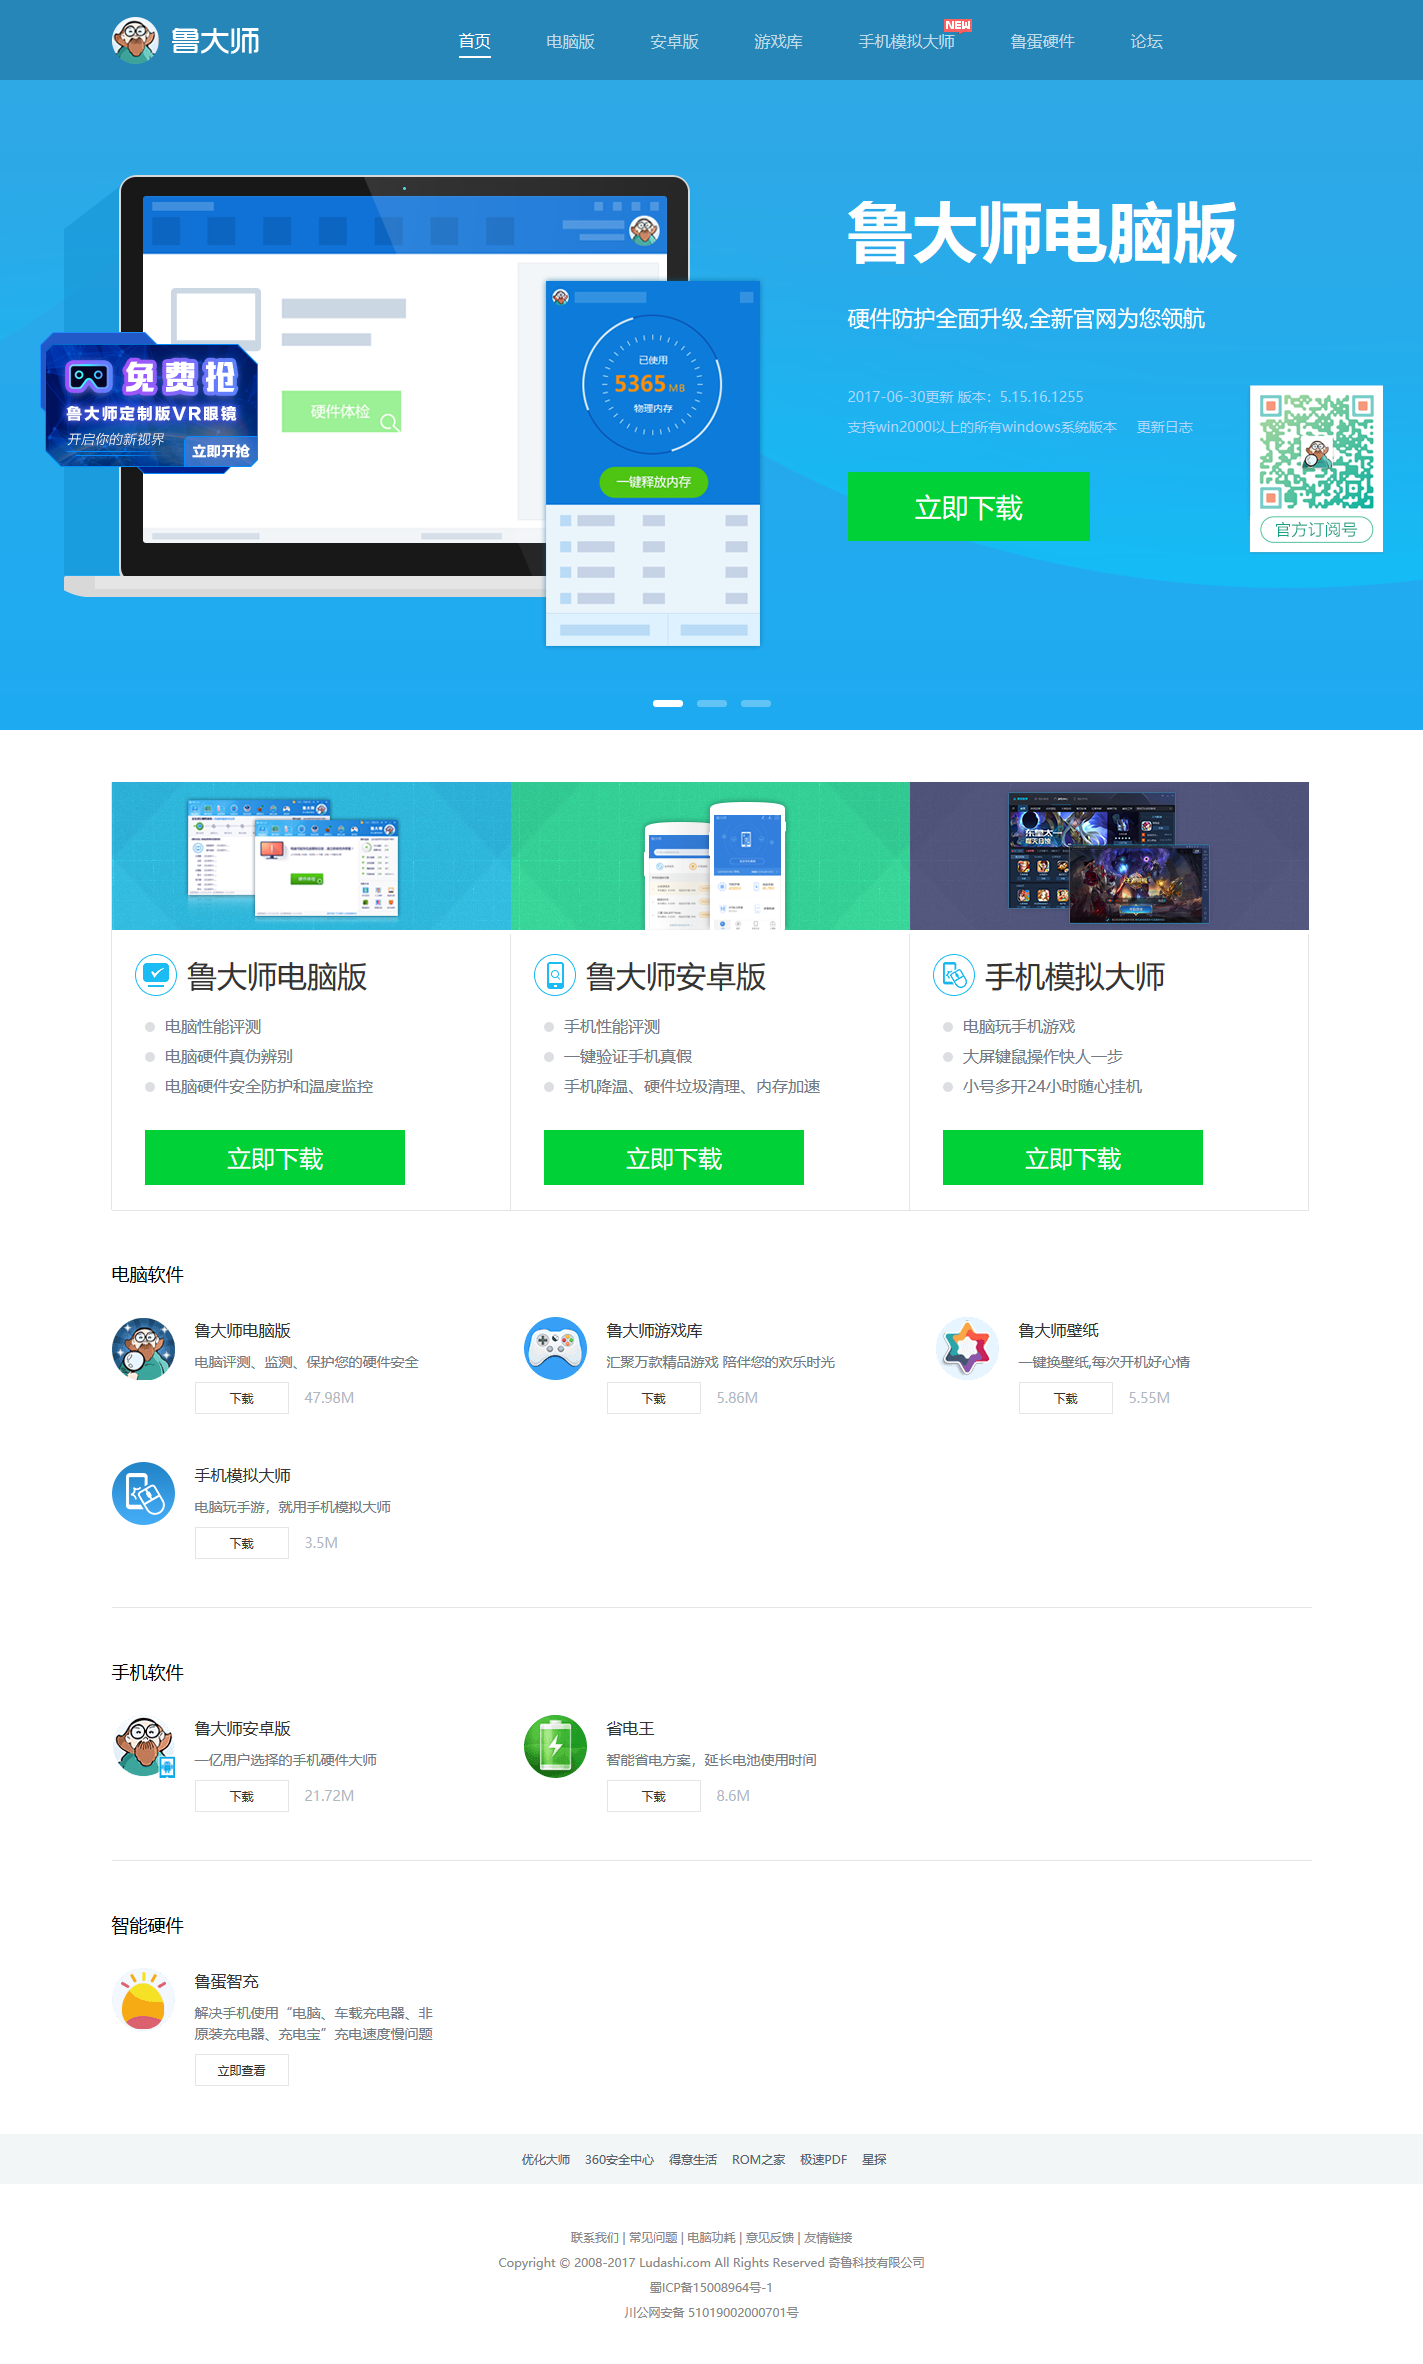 鲁大师
首页
电脑版
安卓版
游戏库
手机模拟大师
NEW
鲁蛋硬件
论坛
鲁大师电脑版
硬件防护全面升级,全新官网为您领航
2017-06-30更新 版本：5.15.16.1255
支持win2000以上的所有windows系统版本 更新日志
立即下载
官方订阅号
硬件体检
已使用
5365MB
物理内存
一键释放内存
免费抢
鲁大师定制版VR眼镜
开启你的新视界
立即开抢
鲁大师电脑版
电脑性能评测
电脑硬件真伪辨别
电脑硬件安全防护和温度监控
立即下载
鲁大师安卓版
手机性能评测
一键验证手机真假
手机降温、硬件垃圾清理、内存加速
立即下载
手机模拟大师
电脑玩手机游戏
大屏键鼠操作快人一步
小号多开24小时随心挂机
立即下载
电脑软件
鲁大师电脑版
电脑评测、监测、保护您的硬件安全
下载 47.98M
鲁大师游戏库
汇聚万款精品游戏 陪伴您的欢乐时光
下载 5.86M
鲁大师壁纸
一键换壁纸,每次开机好心情
下载 5.55M
手机模拟大师
电脑玩手游，就用手机模拟大师
下载 3.5M
手机软件
鲁大师安卓版
一亿用户选择的手机硬件大师
下载 21.72M
省电王
智能省电方案，延长电池使用时间
下载 8.6M
智能硬件
鲁蛋智充
解决手机使用“电脑、车载充电器、非
原装充电器、充电宝”充电速度慢问题
立即查看
优化大师 360安全中心 得意生活 ROM之家 极速PDF 星探
联系我们 | 常见问题 | 电脑功耗 | 意见反馈 | 友情链接
Copyright © 2008-2017 Ludashi.com All Rights Reserved 奇鲁科技有限公司
蜀ICP备15008964号-1
川公网安备 51019002000701号